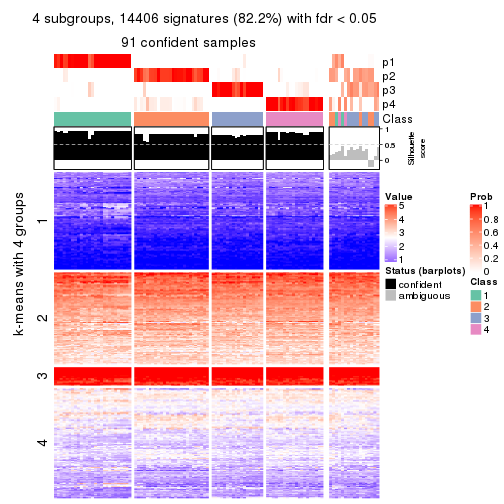 4 subgroups, 14406 signatures (82.2%) with fdr < 0.05
91 confident samples
p1
p2
p3
p4
Class
1
0.5
0
Silhouette
score
k-means with 4 groups
1
2
3
4
Value
5
4
3
2
1
Status (barplots)
confident
ambiguous
Prob
1
0.8
0.6
0.4
0.2
0
Class
1
2
3
4